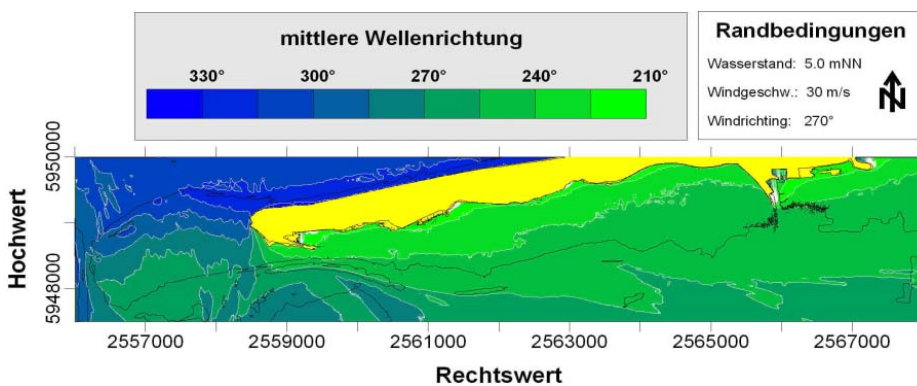 mittlere Wellenrichtung
330° 300° 270° 240° 210°
Randbedingungen
Wasserstand: 5.0 mNN
Windgeschw.: 30 m/s
Windrichting: 270°
N
Hochwert
5950000
5948000
2557000 2559000 2561000 2563000 2565000 2567000
Rechtswert